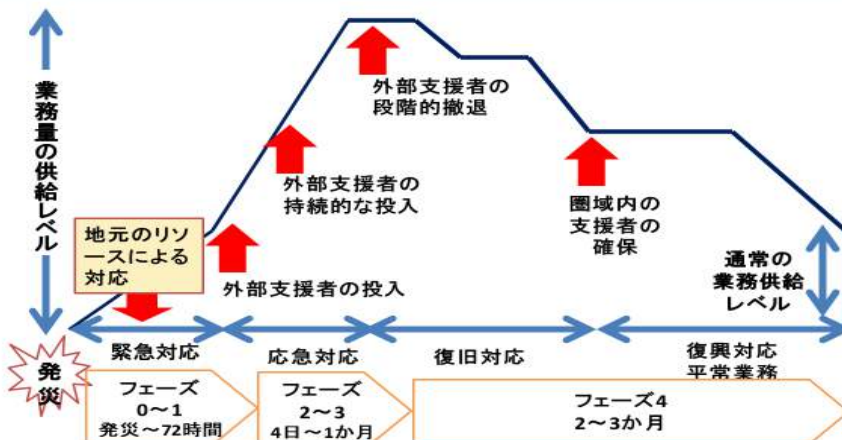 業務量の供給レベル
外部支援者の
段階的撤退
外部支援者の
持続的な投入
圏域内の
支援者の
確保
地元のリソ
ースによる
対応
外部支援者の投入
通常の
業務供給
レベル
発災
緊急対応
応急対応
復旧対応
復興対応
平常業務
フェーズ
0～1
発災～72時間
フェーズ
2～3
4日～1か月
フェーズ4
2～3か月